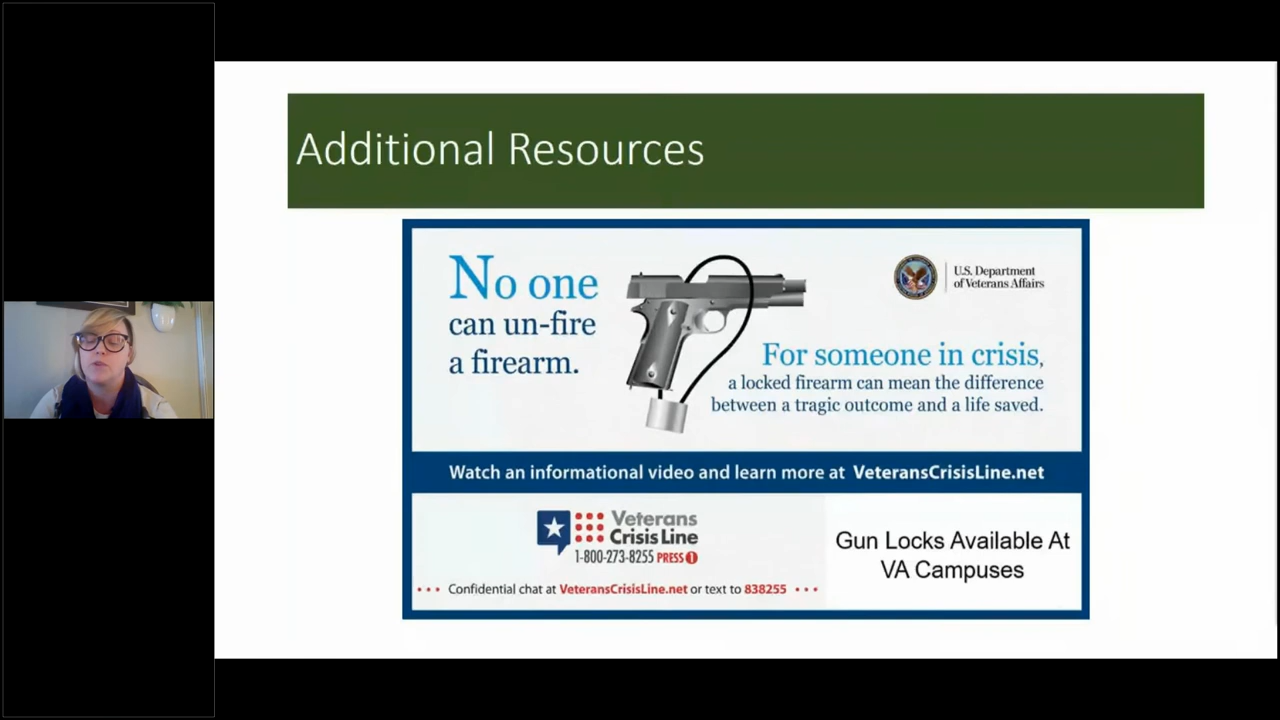 Additional Resources
No one
can un-fire
a firearm.
U.S. Department
of Veterans Affairs
For someone in crisis,
a locked firearm can mean the difference
between a tragic outcome and a life saved.
Watch an informational video and learn more at VeteransCrisisLine.net
Veterans
Crisis Line
1-800-273-8255 PRESS 1
••• Confidential chat at VeteransCrisisLine.net or text to 838255 •••
Gun Locks Available At
VA Campuses